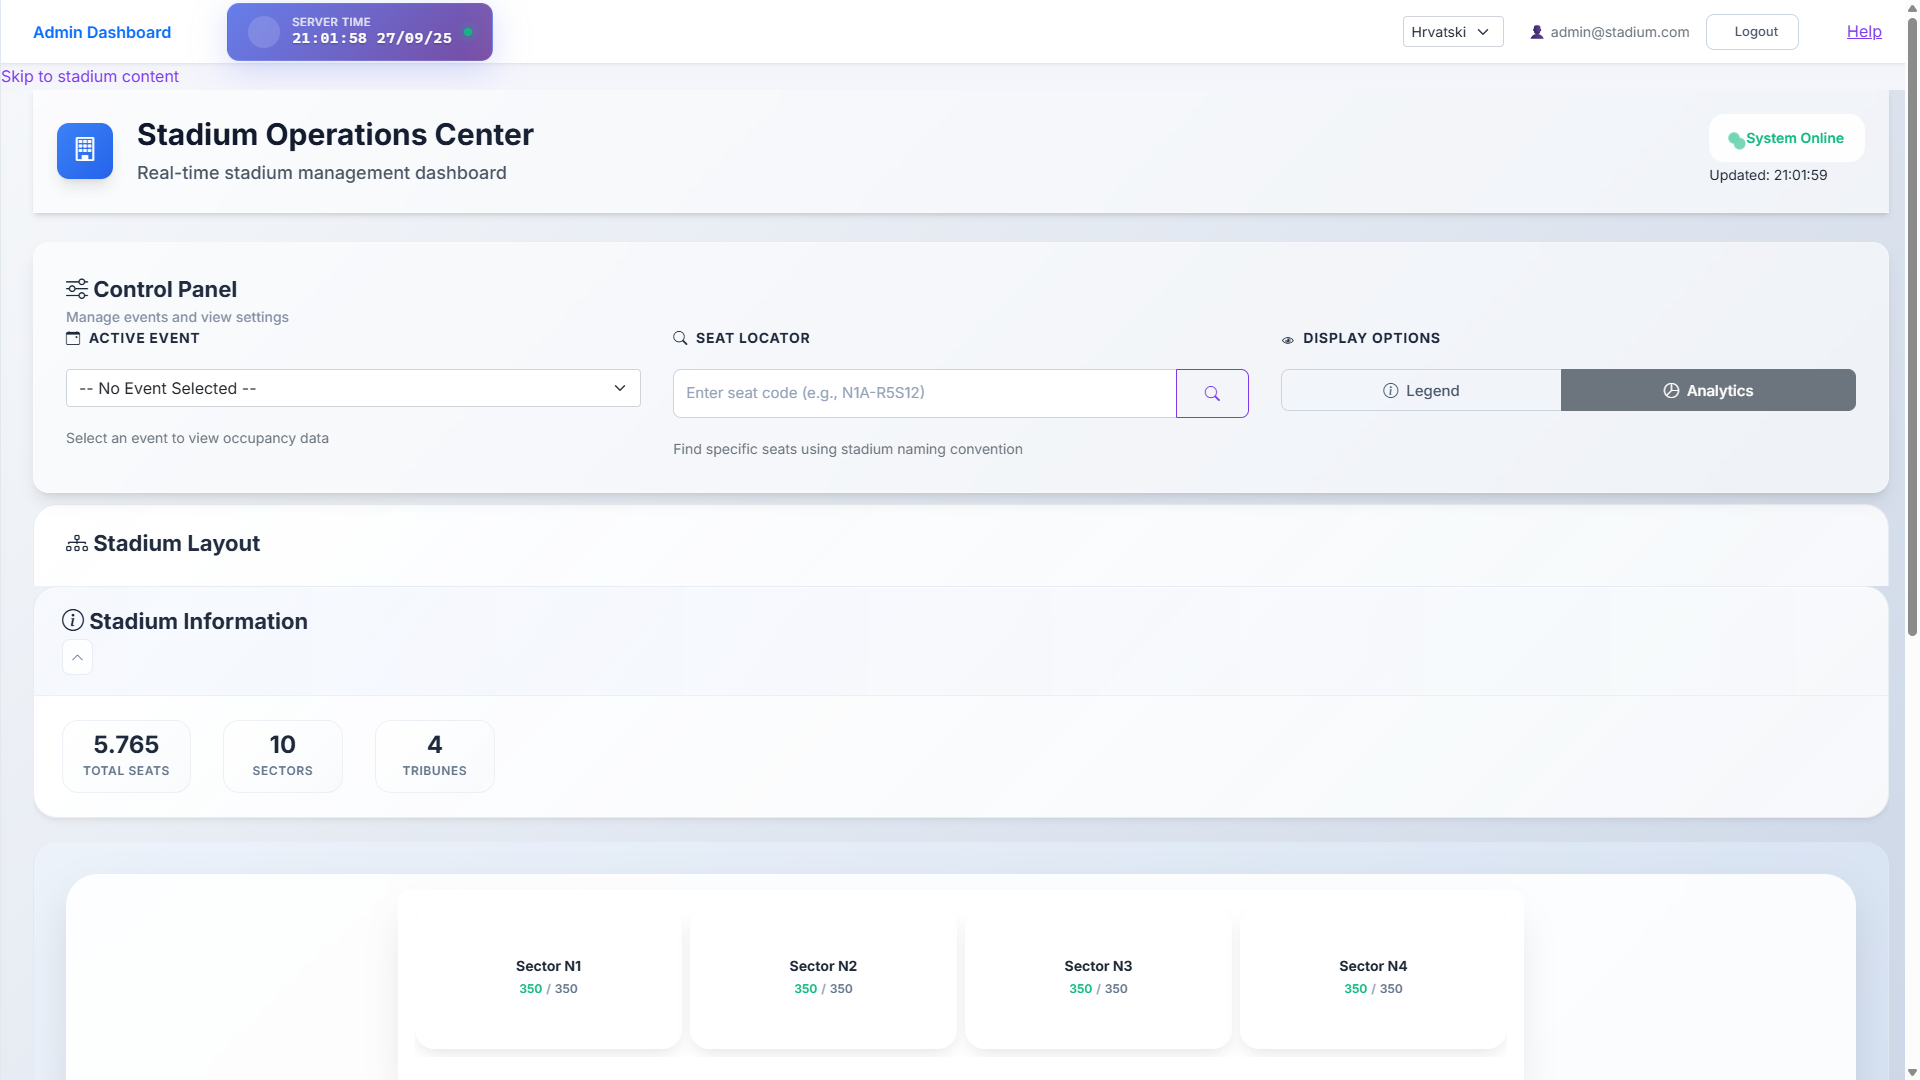 Admin Dashboard
SERVER TIME
21:01:58 27/09/25
Hrvatski
admin@stadium.com
Logout
Help
Skip to stadium content
Stadium Operations Center
Real-time stadium management dashboard
System Online
Updated: 21:01:59
Control Panel
Manage events and view settings
ACTIVE EVENT
-- No Event Selected --
Select an event to view occupancy data
SEAT LOCATOR
Enter seat code (e.g., N1A-R5S12)
Find specific seats using stadium naming convention
DISPLAY OPTIONS
Legend
Analytics
Stadium Layout
Stadium Information
5.765
TOTAL SEATS
10
SECTORS
4
TRIBUNES
Sector N1
350 / 350
Sector N2
350 / 350
Sector N3
350 / 350
Sector N4
350 / 350